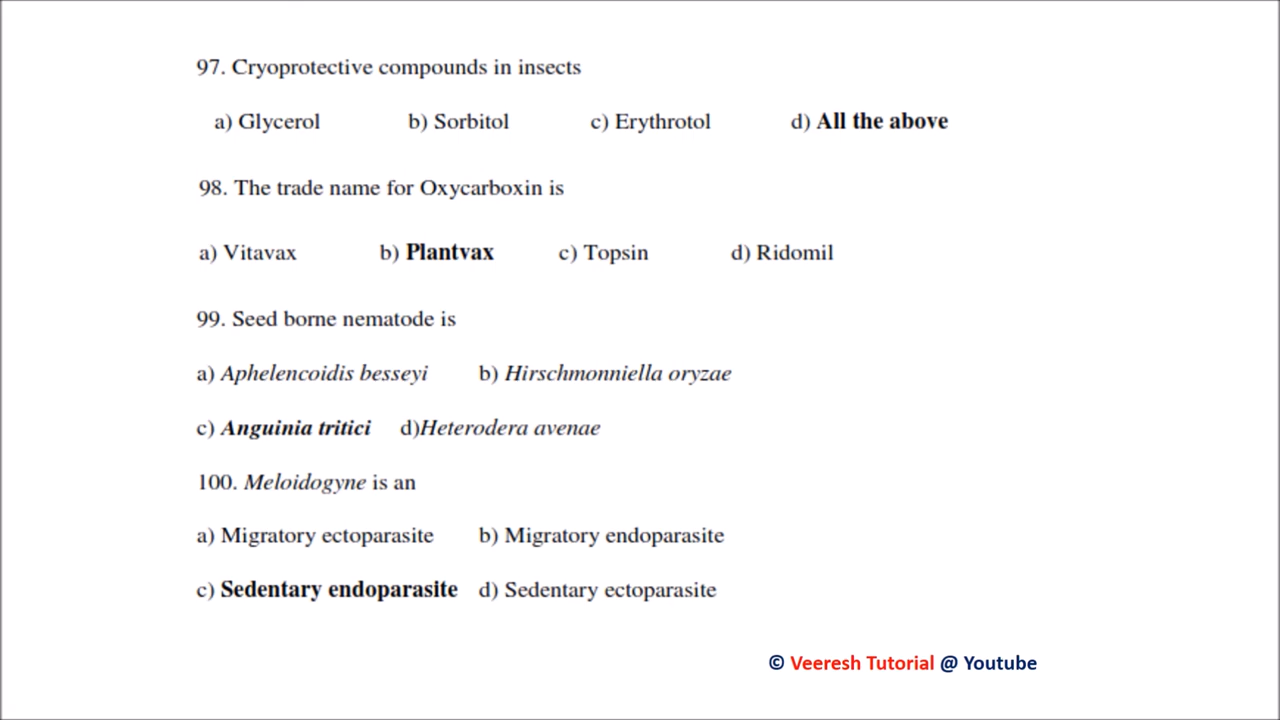 97. Cryoprotective compounds in insects
a) Glycerol b) Sorbitol c) Erythrotol d) All the above
98. The trade name for Oxycarboxin is
a) Vitavax b) Plantvax c) Topsin d) Ridomil
99. Seed borne nematode is
a) Aphelencoidis besseyi b) Hirschmonniella oryzae
c) Anguinia tritici d)Heterodera avenae
100. Meloidogyne is an
a) Migratory ectoparasite b) Migratory endoparasite
c) Sedentary endoparasite d) Sedentary ectoparasite
© Veeresh Tutorial @ Youtube